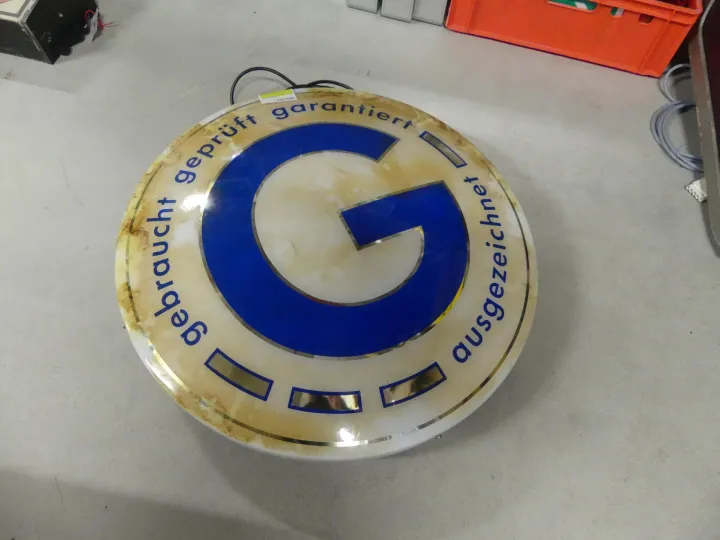 gebraucht geprüft garantiert
ausgezeichnet
G